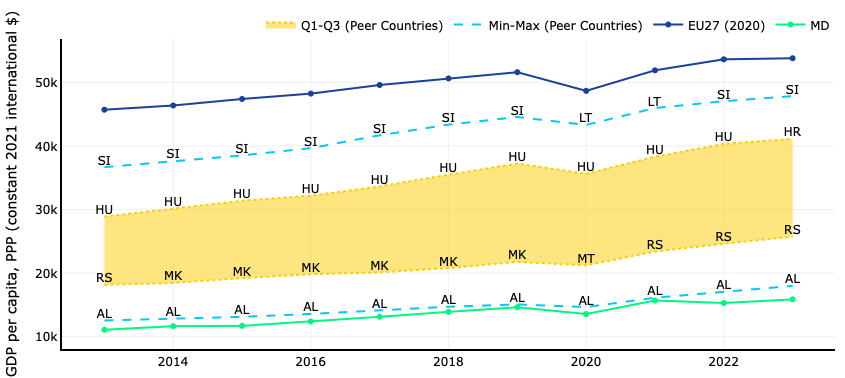 Q1-Q3 (Peer Countries) Min-Max (Peer Countries) EU27 (2020) MD
GDP per capita, PPP (constant 2021 international $)
50k
40k
30k
20k
10k
SI SI SI SI SI SI SI LT LT SI SI
HU HU HU HU HU HU HU HU HU HU HR
RS MK MK MK MK MK MK MT RS RS RS
AL AL AL AL AL AL AL AL AL AL AL
2014 2016 2018 2020 2022